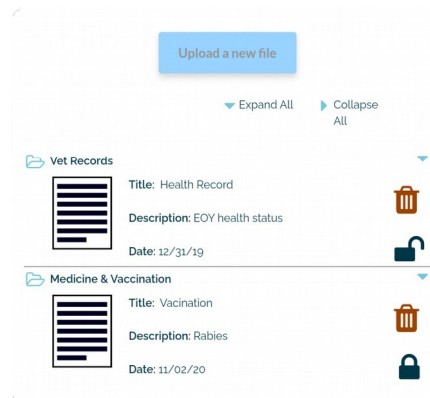 Upload a new file
Expand All
Collapse
All
Vet Records
Title: Health Record
Description: EOY health status
Date: 12/31/19
Medicine & Vaccination
Title: Vacination
Description: Rabies
Date: 11/02/20